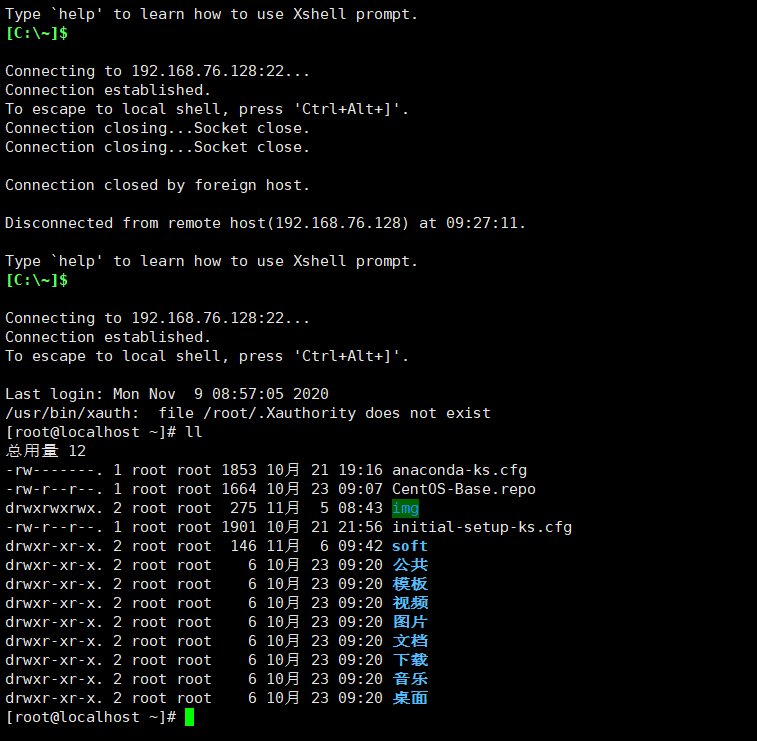 Type `help' to learn how to use Xshell prompt.
[C:\~]$
Connecting to 192.168.76.128:22...
Connection established.
To escape to local shell, press 'Ctrl+Alt+]'.
Connection closing...Socket close.
Connection closing...Socket close.
Connection closed by foreign host.
Disconnected from remote host(192.168.76.128) at 09:27:11.
Type `help' to learn how to use Xshell prompt.
[C:\~]$
Connecting to 192.168.76.128:22...
Connection established.
To escape to local shell, press 'Ctrl+Alt+]'.
Last login: Mon Nov  9 08:57:05 2020
/usr/bin/xauth:  file /root/.Xauthority does not exist
[root@localhost ~]# ll
总用量 12
-rw-------. 1 root root 1853 10月 21 19:16 anaconda-ks.cfg
-rw-r--r--. 1 root root 1664 10月 23 09:07 CentOS-Base.repo
drwxrwxrwx. 2 root root  275 11月  5 08:43 img
-rw-r--r--. 1 root root 1901 10月 21 21:56 initial-setup-ks.cfg
drwxr-xr-x. 2 root root  146 11月  6 09:42 soft
drwxr-xr-x. 2 root root    6 10月 23 09:20 公共
drwxr-xr-x. 2 root root    6 10月 23 09:20 模板
drwxr-xr-x. 2 root root    6 10月 23 09:20 视频
drwxr-xr-x. 2 root root    6 10月 23 09:20 图片
drwxr-xr-x. 2 root root    6 10月 23 09:20 文档
drwxr-xr-x. 2 root root    6 10月 23 09:20 下载
drwxr-xr-x. 2 root root    6 10月 23 09:20 音乐
drwxr-xr-x. 2 root root    6 10月 23 09:20 桌面
[root@localhost ~]#